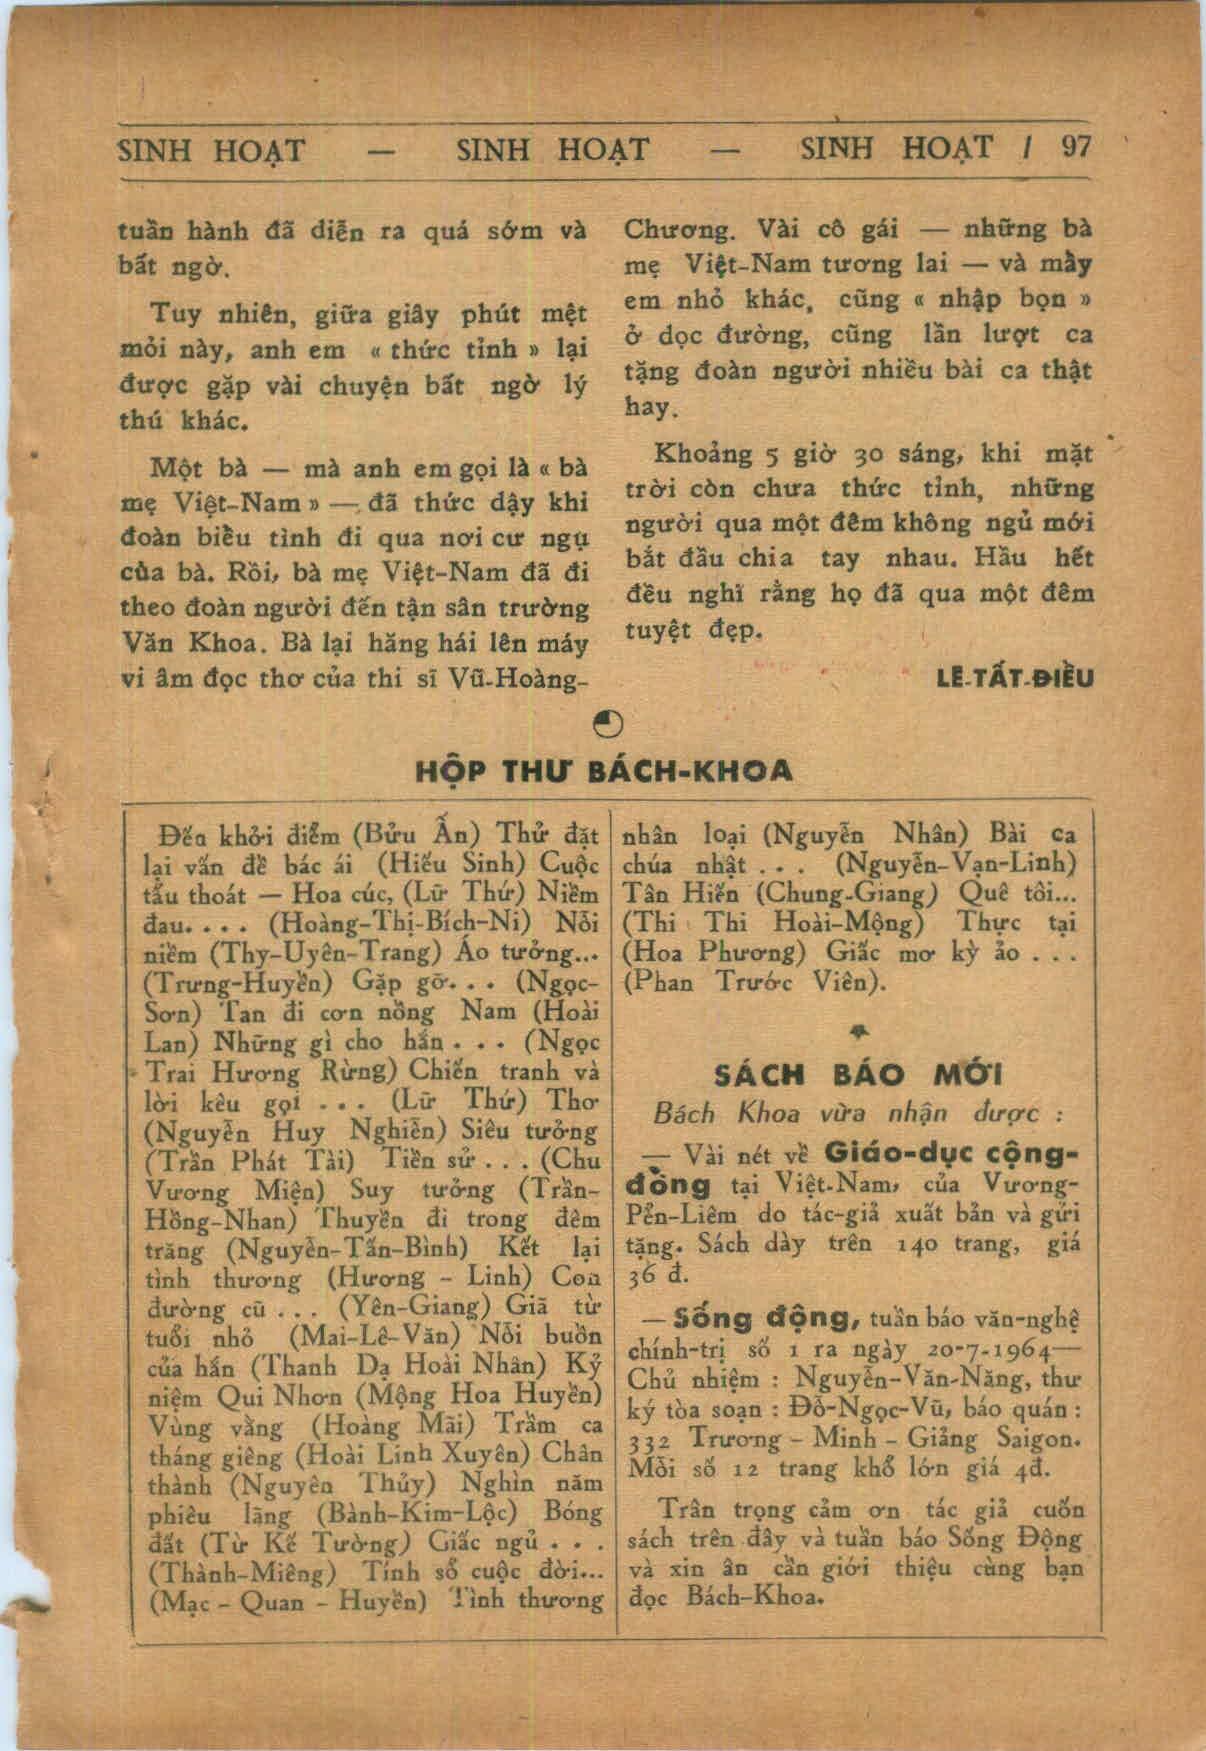 SINH HOẠT — SINH HOẠT — SINH HOẠT / 97
tuần hành đã diễn ra quá sớm và
bất ngờ.
Tuy nhiên, giữa giây phút mệt
mỏi này, anh em « thức tỉnh » lại
được gặp vài chuyện bất ngờ lý
thú khác.
Một bà — mà anh em gọi là « bà
mẹ Việt-Nam » — đã thức dậy khi
đoàn biểu tình đi qua nơi cư ngụ
của bà. Rồi, bà mẹ Việt-Nam đã đi
theo đoàn người đến tận sân trường
Văn Khoa. Bà lại hăng hái lên máy
vi âm đọc thơ của thi sĩ Vũ-Hoàng-
Chương. Vài cô gái — những bà
mẹ Việt-Nam tương lai — và mấy
em nhỏ khác, cũng « nhập bọn »
ở dọc đường, cũng lần lượt ca
tặng đoàn người nhiều bài ca thật
hay.
Khoảng 5 giờ 30 sáng, khi mặt
trời còn chưa thức tỉnh, những
người qua một đêm không ngủ mới
bắt đầu chia tay nhau. Hầu hết
đều nghĩ rằng họ đã qua một đêm
tuyệt đẹp.
LÊ-TẤT-ĐIỀU
HỘP THƯ BÁCH-KHOA
Đến khởi điểm (Bửu Ấn) Thử đặt
lại vấn đề bác ái (Hiếu Sinh) Cuộc
tẩu thoát — Hoa cúc, (Lữ Thứ) Niềm
đau. . . . (Hoàng-Thị-Bích-Ni) Nỗi
niềm (Thy-Uyên-Trang) Áo tưởng...
(Trưng-Huyền) Gặp gỡ. . . (Ngọc-
Sơn) Tan đi cơn nồng Nam (Hoài
Lan) Những gì cho hắn . . . (Ngọc
Trai Hương Rừng) Chiến tranh và
lời kêu gọi . . . (Lữ Thứ) Thơ
(Nguyễn Huy Nghiễn) Siêu tưởng
(Trần Phát Tài) Tiền sử . . . (Chu
Vương Miện) Suy tưởng (Trần-
Hồng-Nhan) Thuyền đi trong đêm
trăng (Nguyễn-Tấn-Bình) Kết lại
tình thương (Hương - Linh) Con
đường cũ . . . (Yên-Giang) Giã từ
tuổi nhỏ (Mai-Lê-Văn) Nỗi buồn
của hắn (Thanh Dạ Hoài Nhân) Kỷ
niệm Qui Nhơn (Mộng Hoa Huyền)
Vùng vằng (Hoàng Mãi) Trầm ca
tháng giêng (Hoài Linh Xuyên) Chân
thành (Nguyên Thủy) Nghìn năm
phiêu lãng (Bành-Kim-Lộc) Bóng
đất (Từ Kế Tường) Giấc ngủ . . .
(Thành-Miêng) Tính sổ cuộc đời...
(Mạc - Quan - Huyền) Tình thương
nhân loại (Nguyễn Nhân) Bài ca
chúa nhật . . . (Nguyễn-Vạn-Linh)
Tân Hiến (Chung-Giang) Quê tôi...
(Thi Thi Hoài-Mộng) Thực tại
(Hoa Phương) Giấc mơ kỳ ảo . . .
(Phan Trước Viên).
SÁCH BÁO MỚI
Bách Khoa vừa nhận được :
— Vài nét về Giáo-dục cộng-
đồng tại Việt-Nam, của Vương-
Pển-Liêm do tác-giả xuất bản và gửi
tặng. Sách dày trên 140 trang, giá
36 đ.
— Sống động, tuần báo văn-nghệ
chính-trị số 1 ra ngày 20-7-1964—
Chủ nhiệm : Nguyễn-Văn-Năng, thư
ký tòa soạn : Đỗ-Ngọc-Vũ, báo quán :
332 Trương - Minh - Giảng Saigon.
Mỗi số 12 trang khổ lớn giá 4đ.
Trân trọng cảm ơn tác giả cuốn
sách trên đây và tuần báo Sống Động
và xin ân cần giới thiệu cùng bạn
đọc Bách-Khoa.